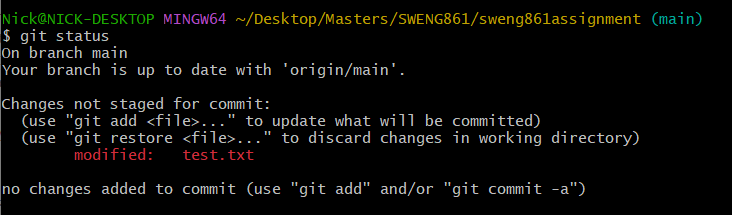 Nick@NICK-DESKTOP MINGW64 ~/Desktop/Masters/SWENG861/sweng861assignment (main)
$ git status
On branch main
Your branch is up to date with 'origin/main'.
Changes not staged for commit:
(use "git add <file>..." to update what will be committed)
(use "git restore <file>..." to discard changes in working directory)
modified: test.txt
no changes added to commit (use "git add" and/or "git commit -a")